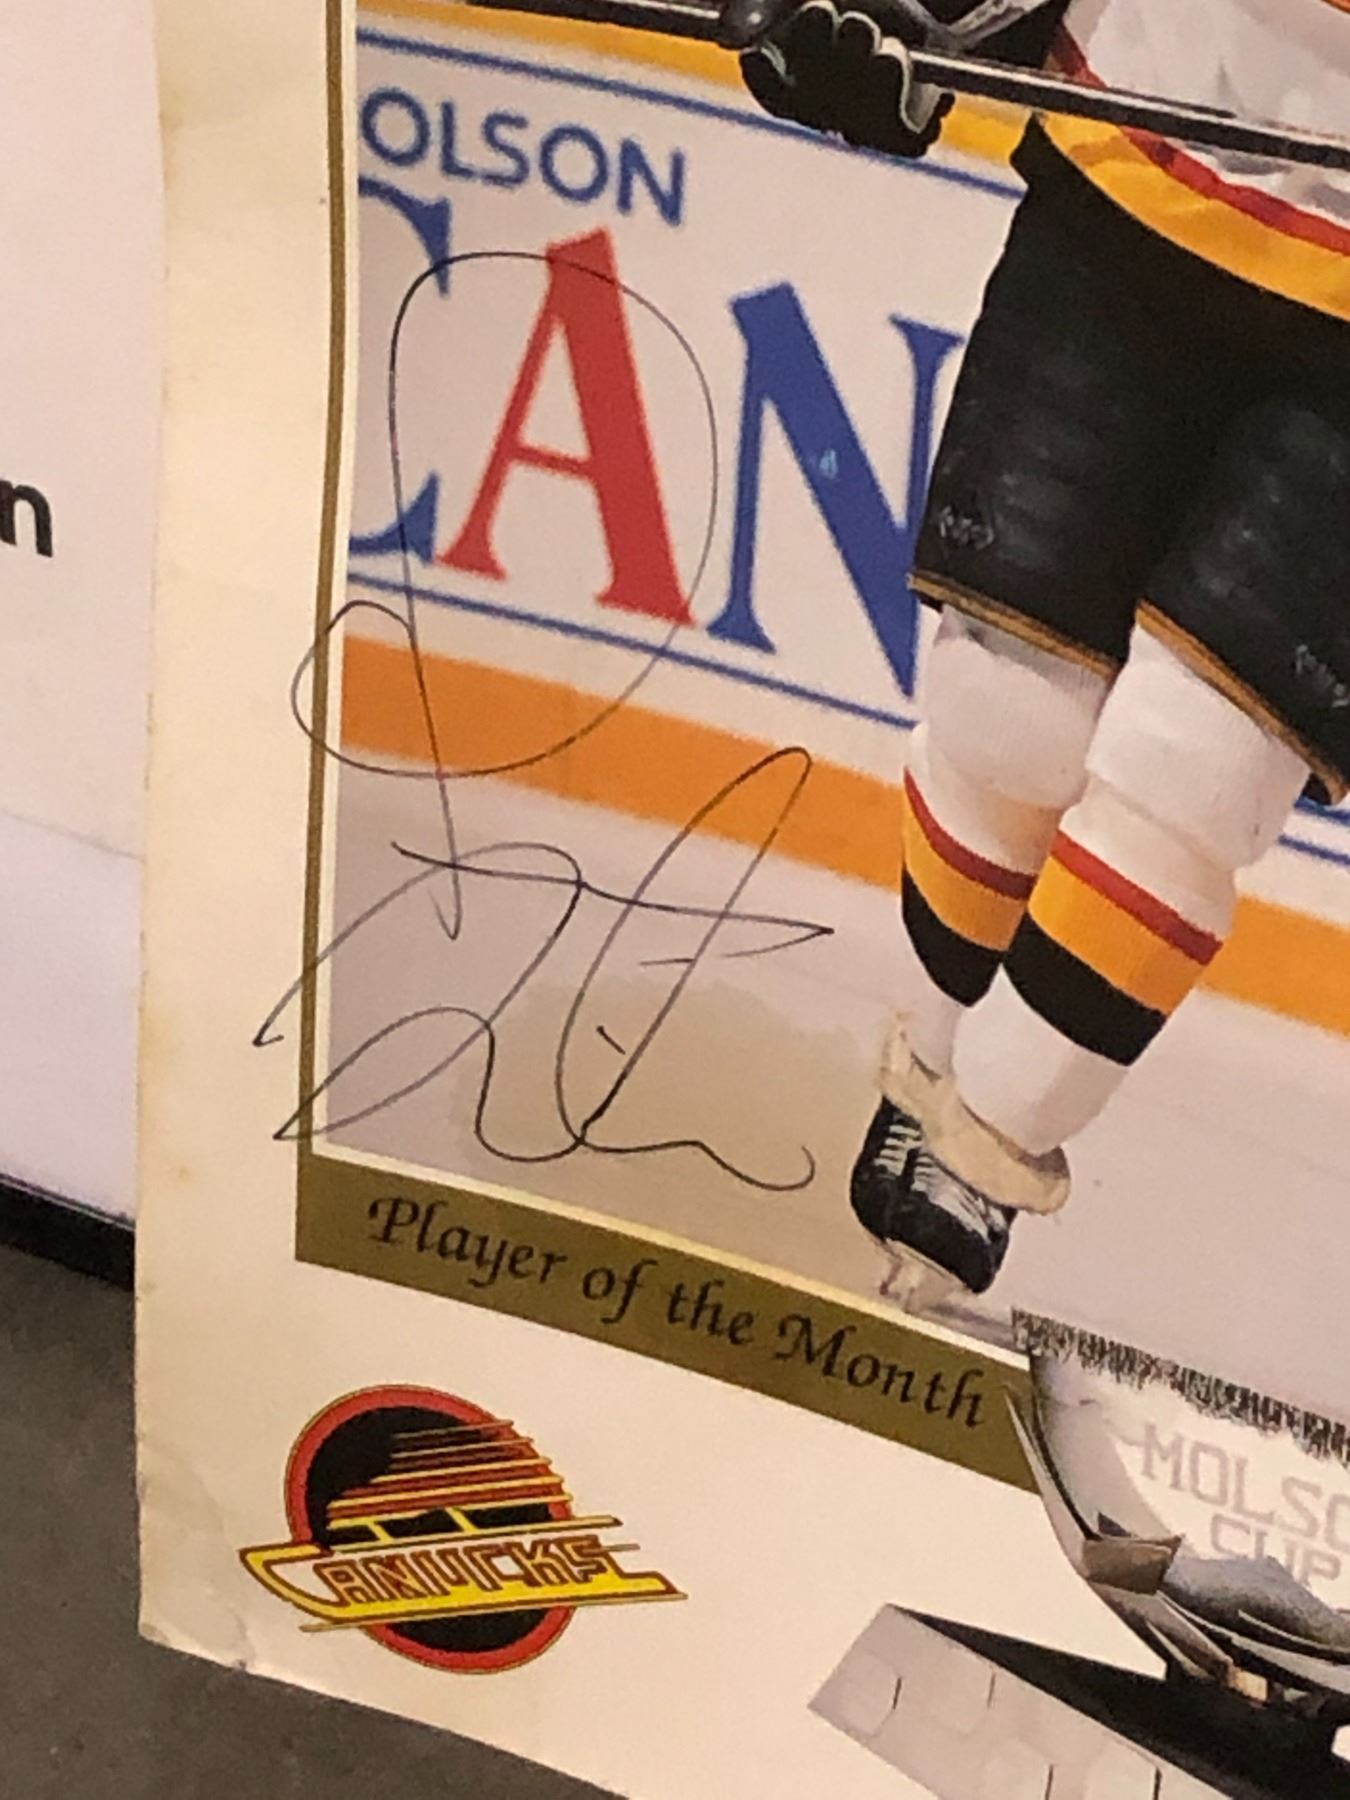 OLSON
CAN
n
Player of the Month
CANUCKS
MOLSO
CUP